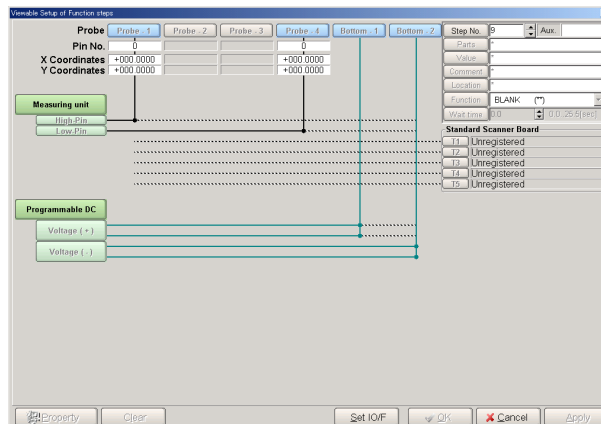 Viewable Setup of Function steps
Probe Probe - 1 Probe - 2 Probe - 3 Probe - 4 Bottom - 1 Bottom - 2
Pin No. 0 0
X Coordinates +000.0000 +000.0000
Y Coordinates +000.0000 +000.0000
Measuring unit
High-Pin
Low-Pin
Programmable DC
Voltage ( + )
Voltage ( - )
Step No. 9 Aux.
Parts *
Value *
Comment *
Location *
Function BLANK (**)
Wait time 0.0 0.0..25.5[sec]
Standard Scanner Board
T1 Unregistered
T2 Unregistered
T3 Unregistered
T4 Unregistered
T5 Unregistered
Property Clear Set IO/F OK Cancel Apply